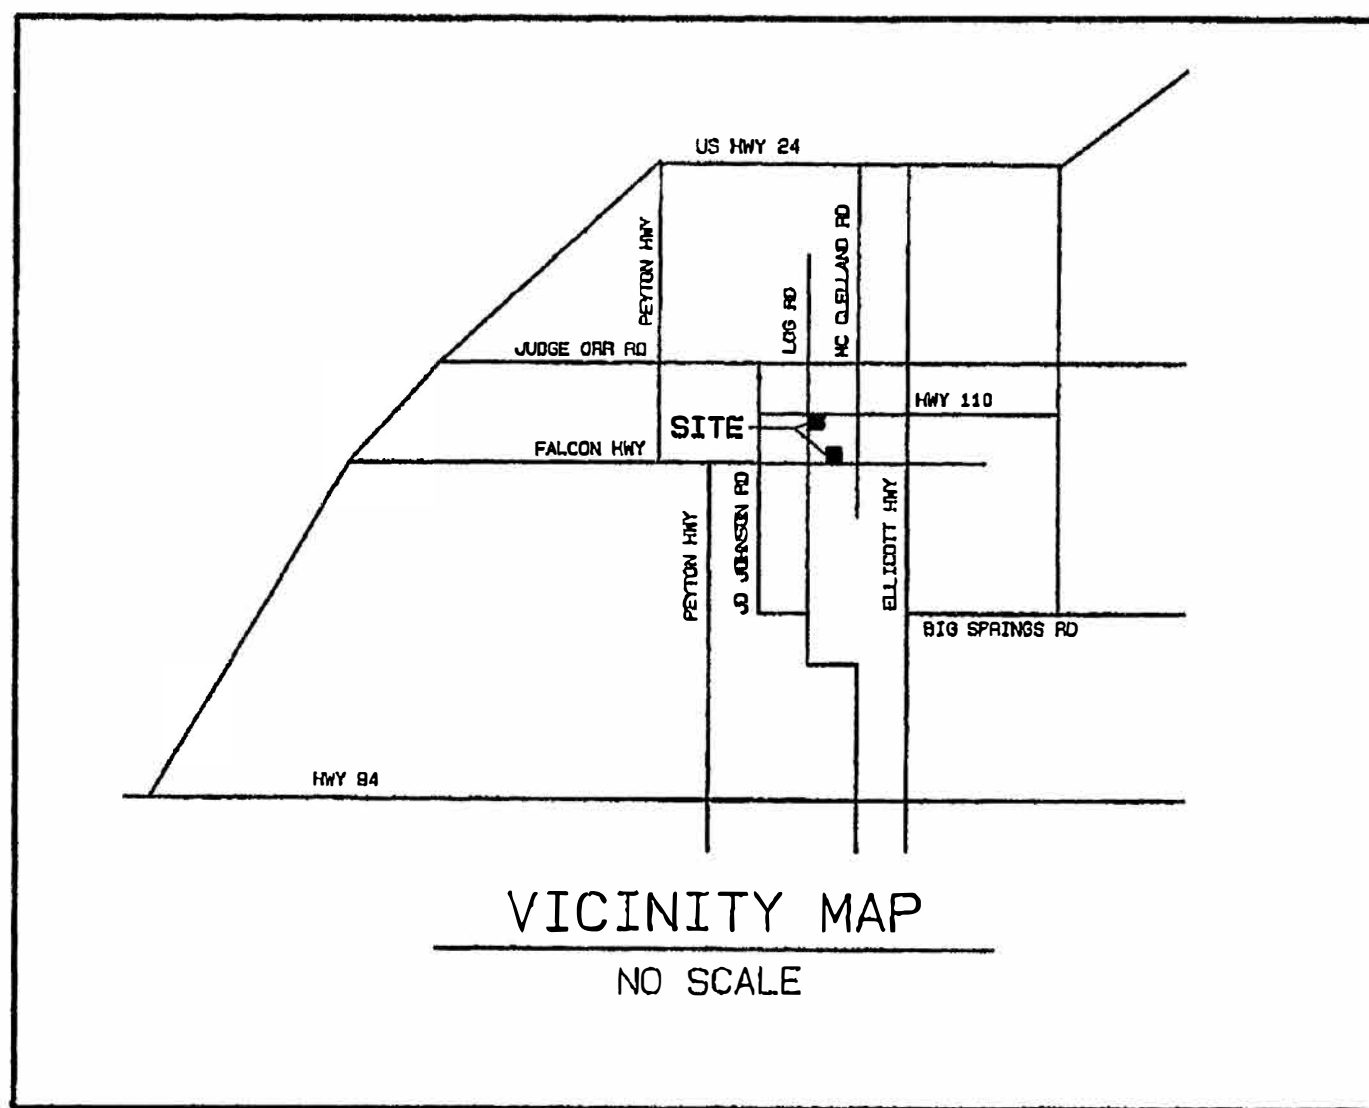 US HWY 24
PEYTON HWY
MC CLELLAND RD
LOG RD
JUDGE ORR RD
HWY 110
SITE
FALCON HWY
JD JOHNSON RD
ELLICOTT HWY
PEYTON HWY
BIG SPRINGS RD
HWY 94
VICINITY MAP
NO SCALE